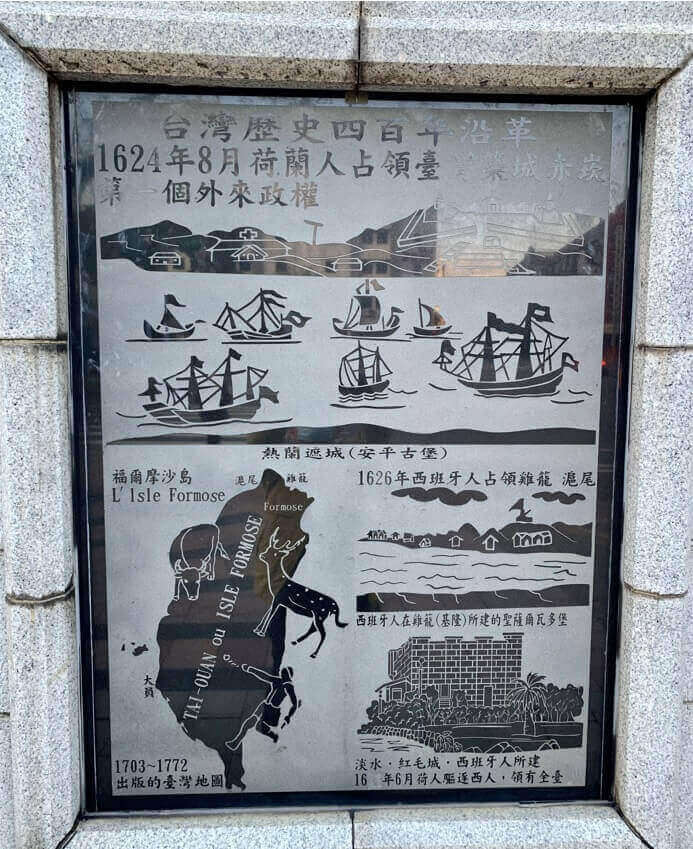 台灣歷史四百年沿革
1624年8月荷蘭人占領臺 築城赤崁
第一個外來政權
熱蘭遮城(安平古堡)
福爾摩沙島
L'Isle Formose
滬尾 雞籠
Formose
TAI-OUAN ou ISLE FORMOSE
大員
1703~1772
出版的臺灣地圖
1626年西班牙人占領雞籠 滬尾
西班牙人在雞籠(基隆)所建的聖薩爾瓦多堡
淡水·紅毛城·西班牙人所建
16 年6月荷人驅逐西人,領有全臺